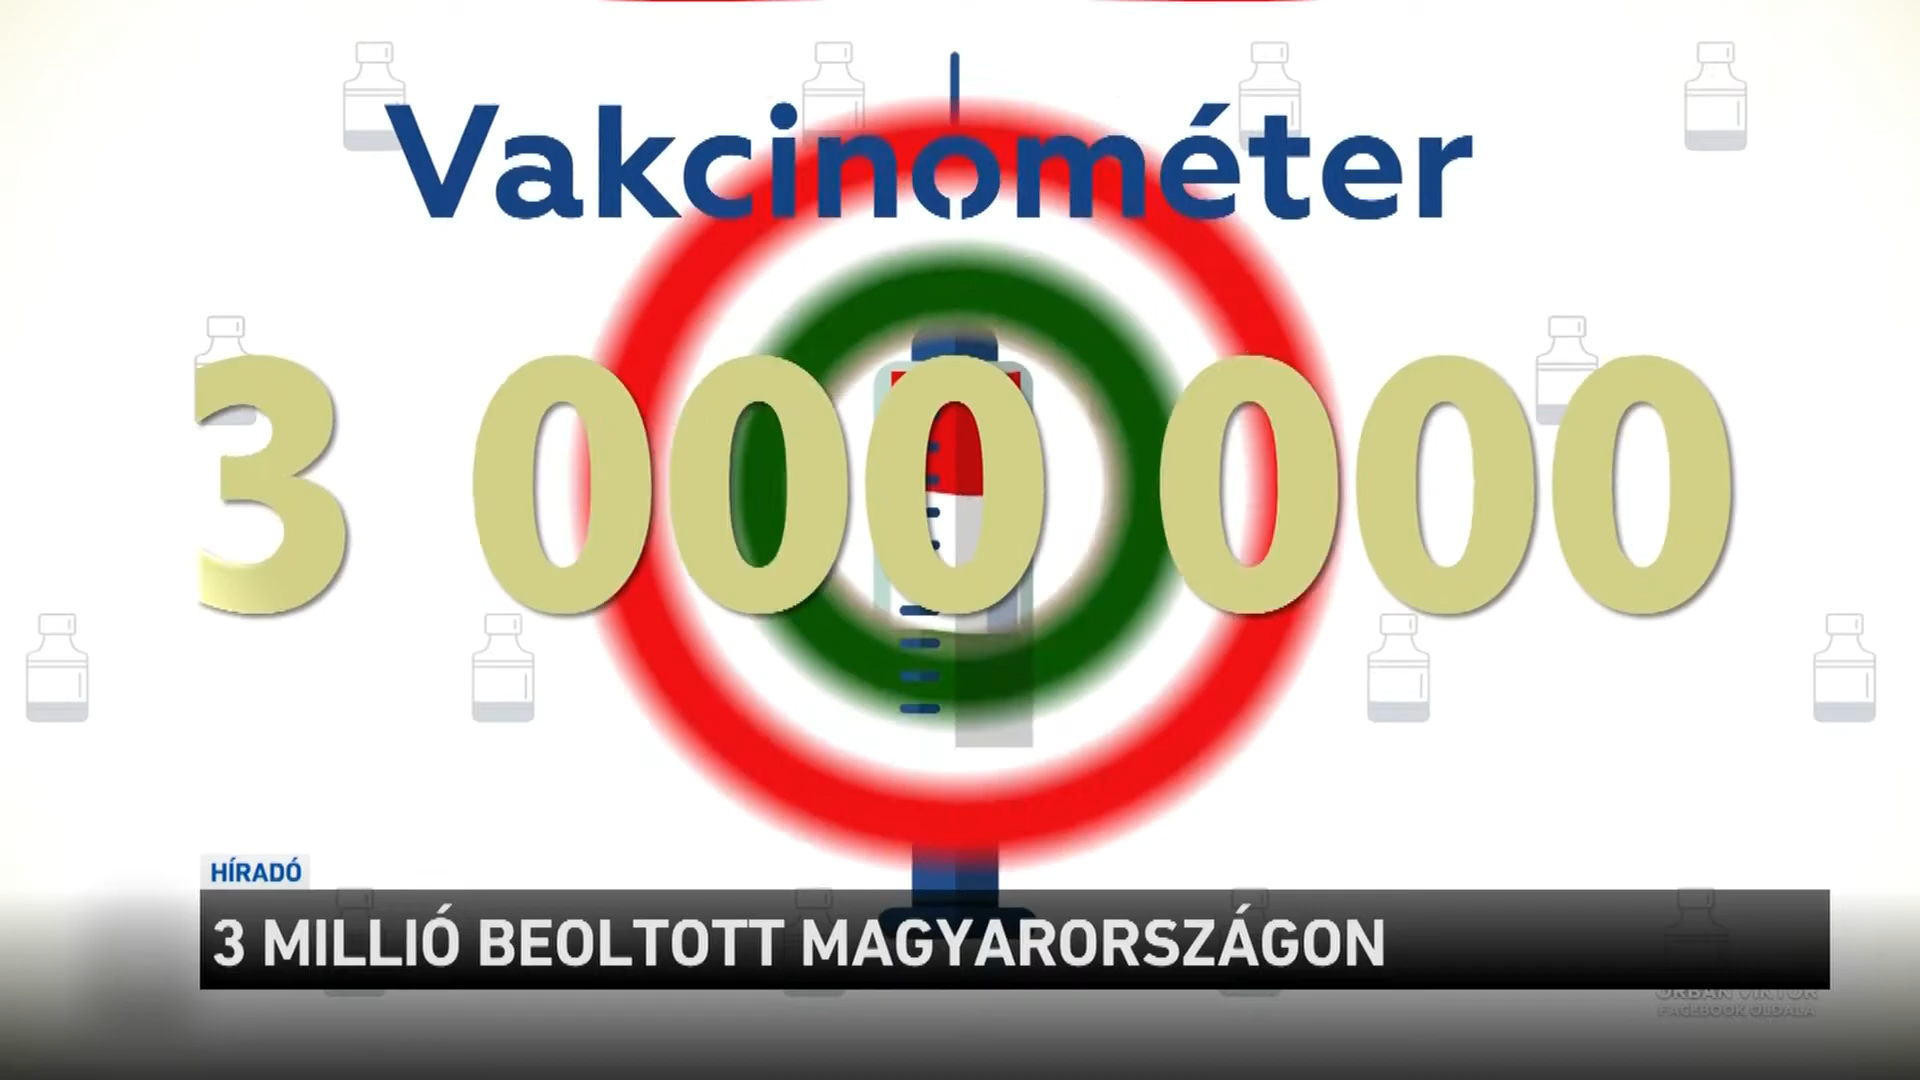 Vakcinométer
3 000 000
HÍRADÓ
3 MILLIÓ BEOLTOTT MAGYARORSZÁGON
ORBÁN VIKTOR
FACEBOOK OLDALA